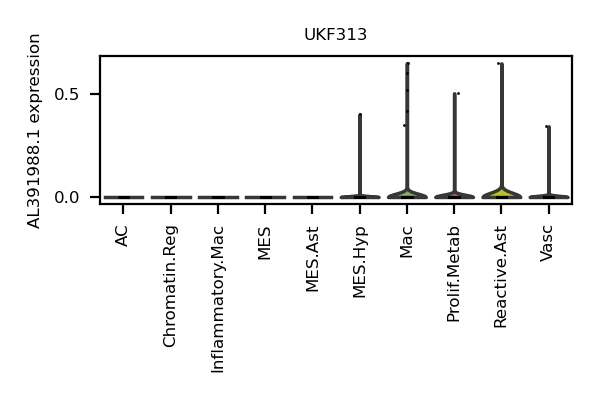 UKF313
AL391988.1 expression
0.5
0.0
AC
Chromatin.Reg
Inflammatory.Mac
MES
MES.Ast
MES.Hyp
Mac
Prolif.Metab
Reactive.Ast
Vasc